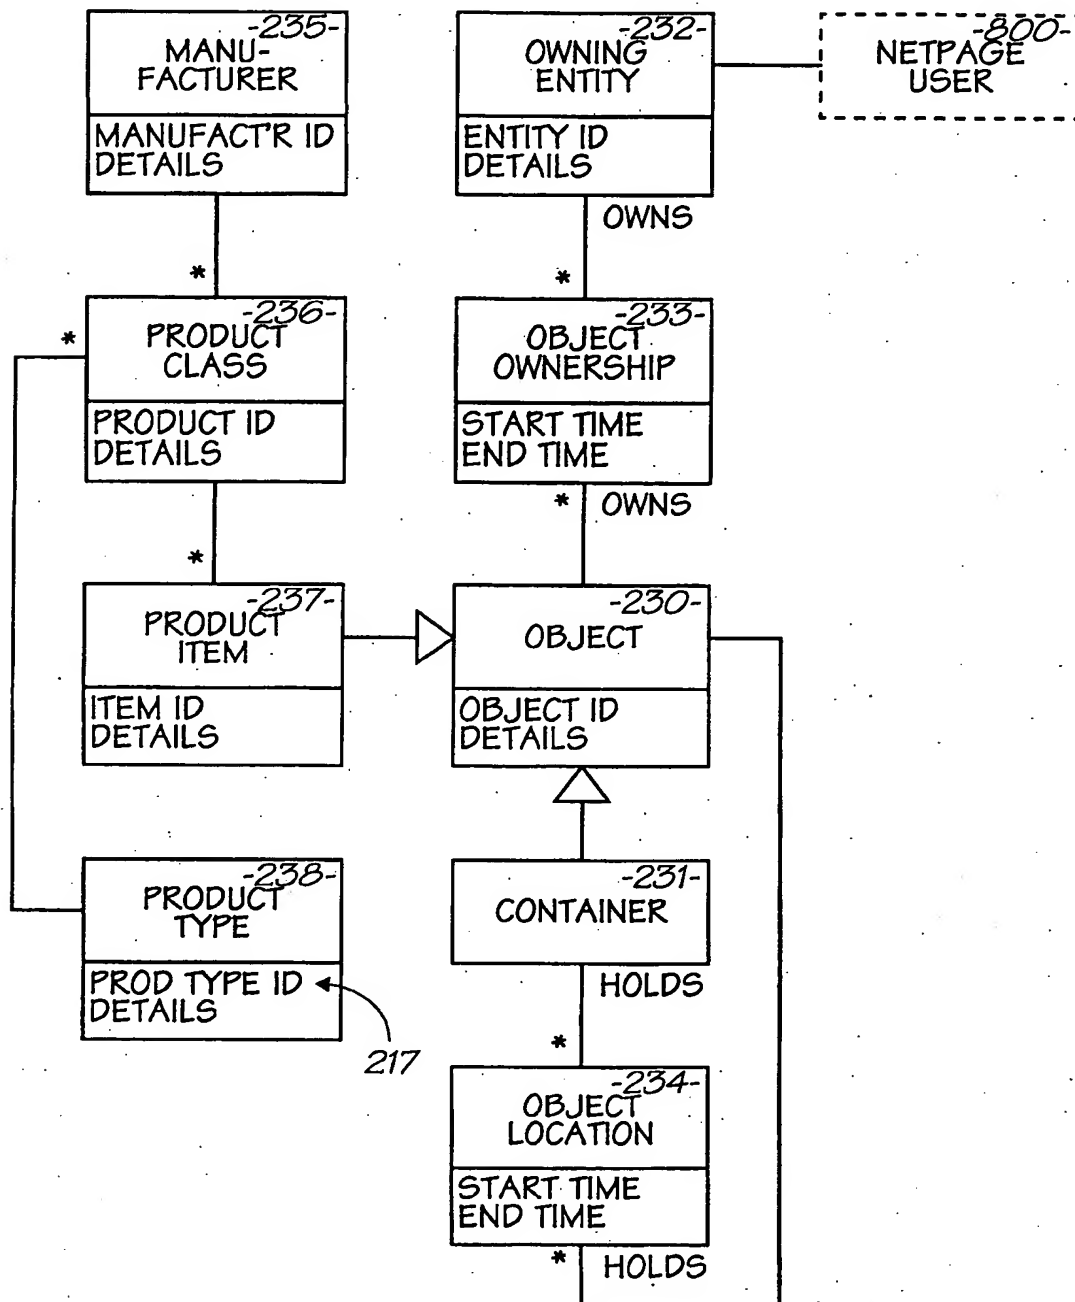 -235-
MANU-
FACTURER
MANUFACT'R ID
DETAILS
*
-232-
OWNING
ENTITY
ENTITY ID
DETAILS
OWNS
*
-800-
NETPAGE
USER
-236-
PRODUCT
CLASS
*
PRODUCT ID
DETAILS
*
-233-
OBJECT
OWNERSHIP
START TIME
END TIME
*
OWNS
-237-
PRODUCT
ITEM
ITEM ID
DETAILS
-230-
OBJECT
OBJECT ID
DETAILS
-238-
PRODUCT
TYPE
PROD TYPE ID
DETAILS
217
-231-
CONTAINER
HOLDS
*
-234-
OBJECT
LOCATION
START TIME
END TIME
*
HOLDS